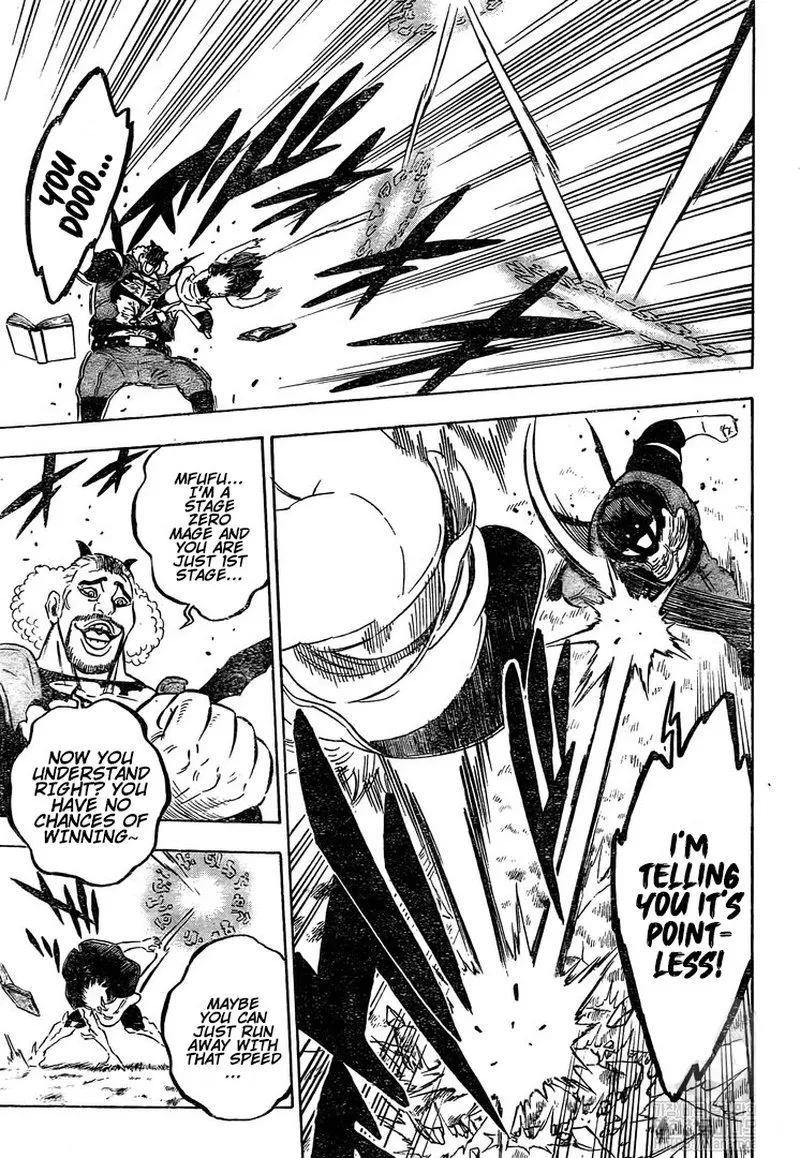 YOU
DOOO...
MFUFU...
I'M A
STAGE
ZERO
MAGE AND
YOU ARE
JUST 1ST
STAGE...
NOW YOU
UNDERSTAND
RIGHT? YOU
HAVE NO
CHANCES OF
WINNING~
I'M
TELLING
YOU IT'S
POINT-
LESS!
MAYBE
YOU CAN
JUST RUN
AWAY WITH
THAT SPEED
...